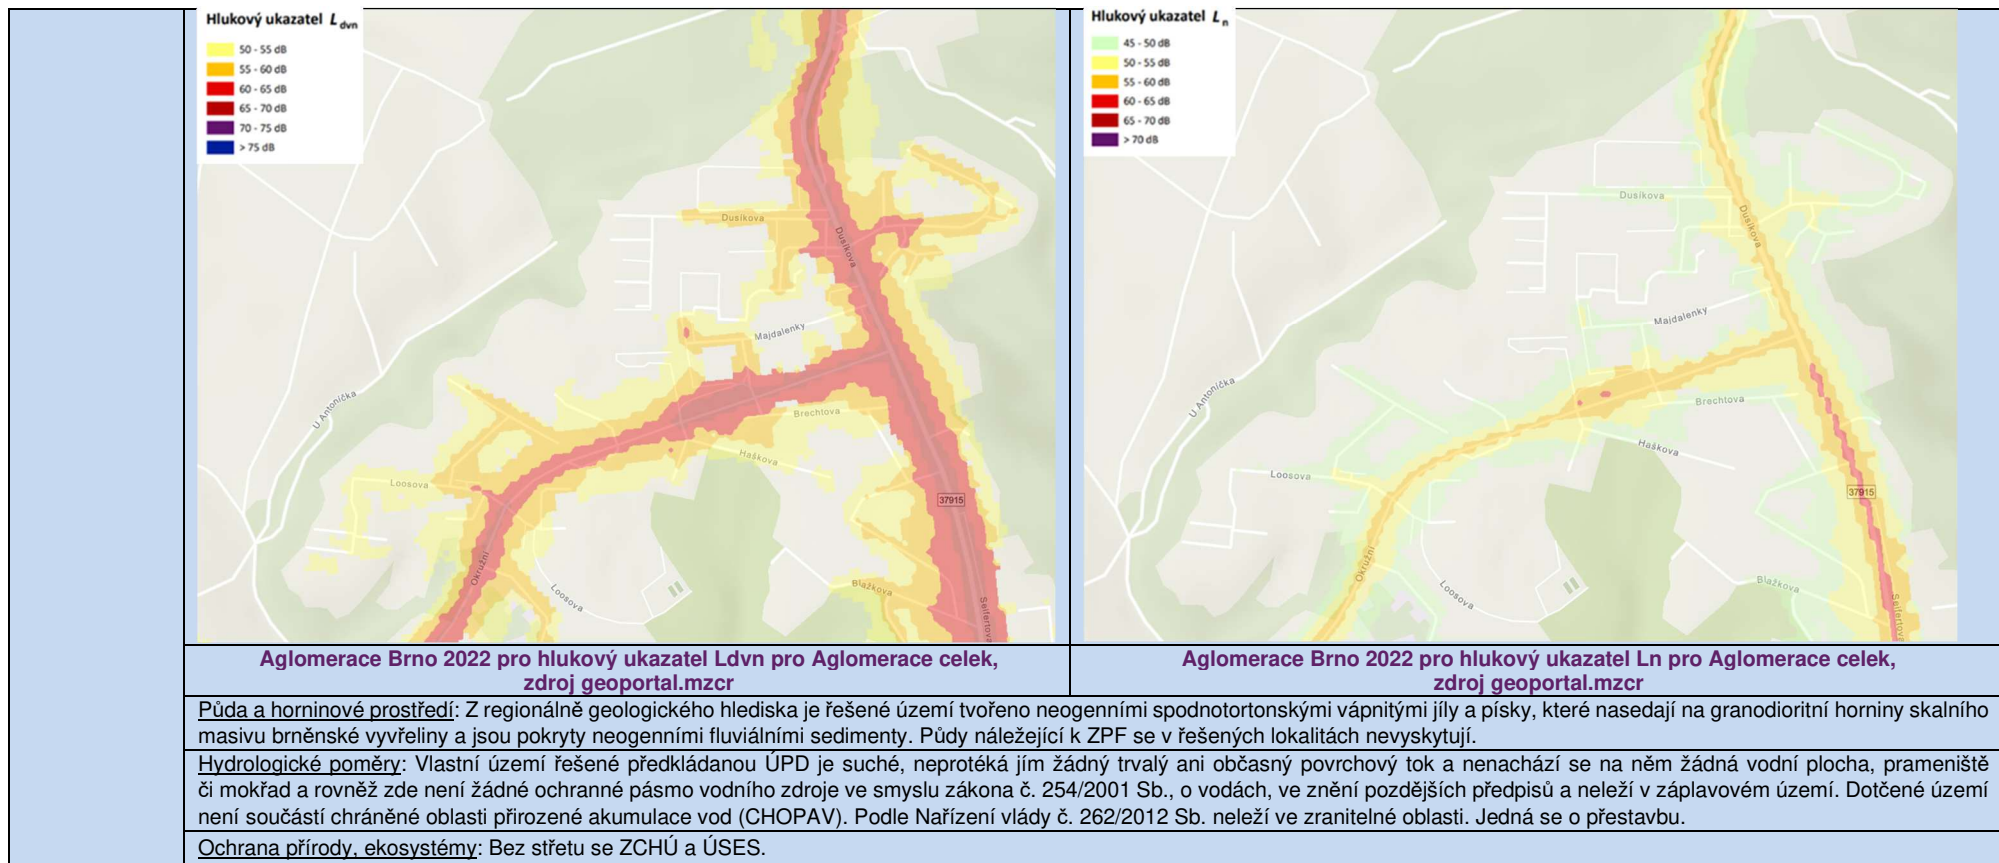 Hlukový ukazatel L dvn
50 - 55 dB
55 - 60 dB
60 - 65 dB
65 - 70 dB
70 - 75 dB
> 75 dB
Dusíkova
Dusíkova
Majdalenky
U Antoníčka
Brechtova
Haškova
Loosova
37915
Okružní
Loosova
Blažkova
Seifertova
Hlukový ukazatel L n
45 - 50 dB
50 - 55 dB
55 - 60 dB
60 - 65 dB
65 - 70 dB
> 70 dB
Dusíkova
Dusíkova
Majdalenky
U Antoníčka
Brechtova
Haškova
Loosova
37915
Okružní
Loosova
Blažkova
Seifertova
Aglomerace Brno 2022 pro hlukový ukazatel Ldvn pro Aglomerace celek,
zdroj geoportal.mzcr
Aglomerace Brno 2022 pro hlukový ukazatel Ln pro Aglomerace celek,
zdroj geoportal.mzcr
Půda a horninové prostředí: Z regionálně geologického hlediska je řešené území tvořeno neogenními spodnotortonskými vápnitými jíly a písky, které nasedají na granodioritní horniny skalního
masivu brněnské vyvřeliny a jsou pokryty neogenními fluviálními sedimenty. Půdy náležející k ZPF se v řešených lokalitách nevyskytují.
Hydrologické poměry: Vlastní území řešené předkládanou ÚPD je suché, neprotéká jím žádný trvalý ani občasný povrchový tok a nenachází se na něm žádná vodní plocha, prameniště
či mokřad a rovněž zde není žádné ochranné pásmo vodního zdroje ve smyslu zákona č. 254/2001 Sb., o vodách, ve znění pozdějších předpisů a neleží v záplavovém území. Dotčené území
není součástí chráněné oblasti přirozené akumulace vod (CHOPAV). Podle Nařízení vlády č. 262/2012 Sb. neleží ve zranitelné oblasti. Jedná se o přestavbu.
Ochrana přírody, ekosystémy: Bez střetu se ZCHÚ a ÚSES.